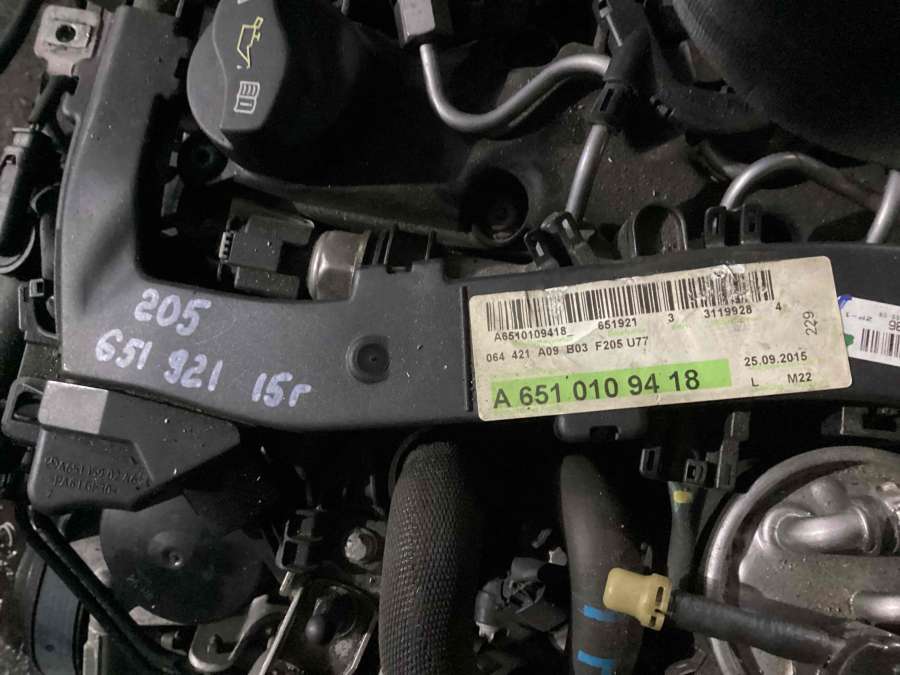 205
651 921 15г
A6510109418_ 651921 3 3119928 4
064 421 A09 B03 F205 U77
229
A 651 010 94 18
25.09.2015
L M22